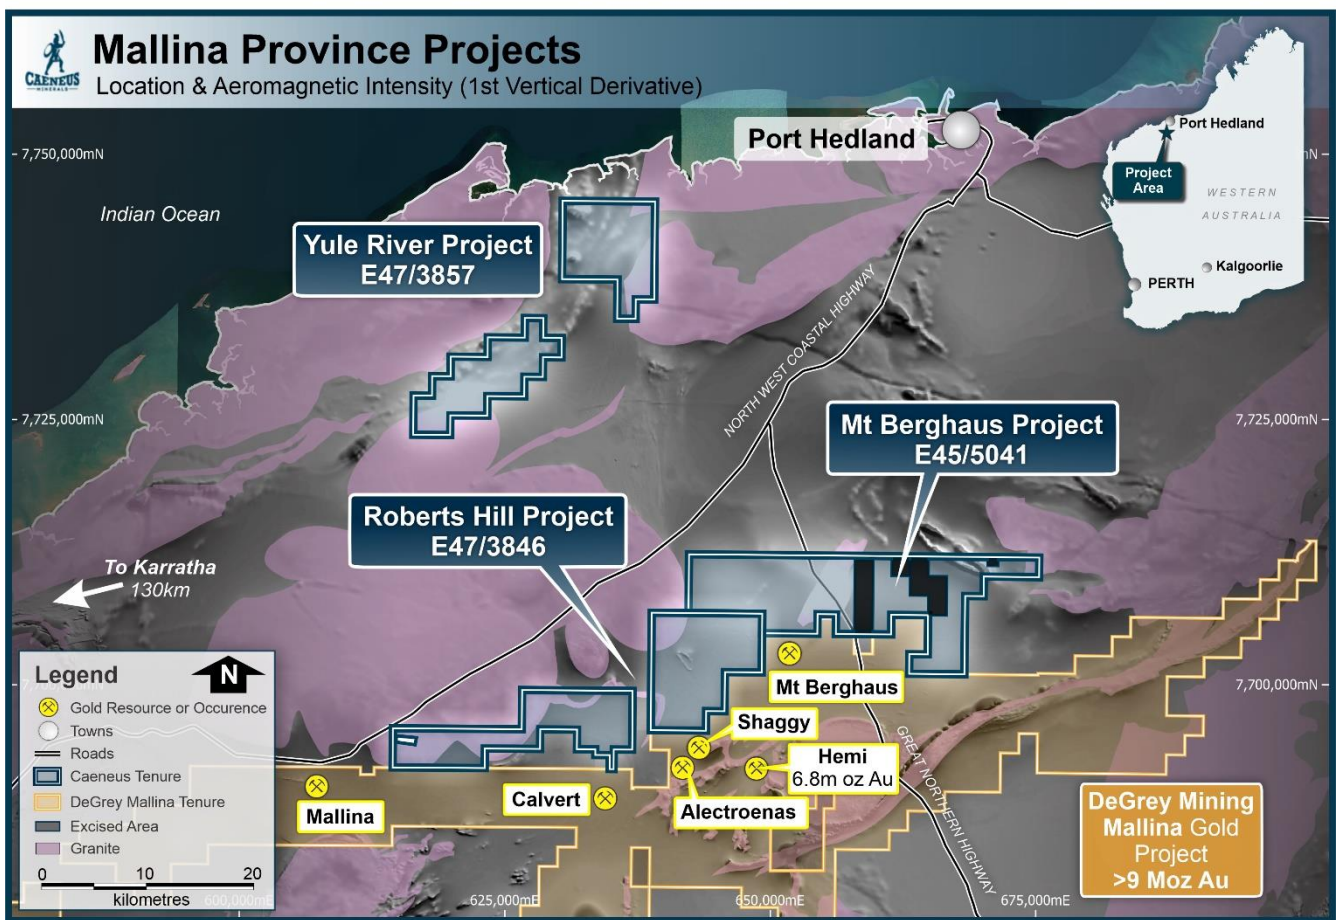 CAENEUS
MINERALS
Mallina Province Projects
Location & Aeromagnetic Intensity (1st Vertical Derivative)
7,750,000mN
Indian Ocean
Port Hedland
Port Hedland
Project
Area
WESTERN
AUSTRALIA
Kalgoorlie
PERTH
Yule River Project
E47/3857
NORTH WEST COASTAL HIGHWAY
7,725,000mN
7,725,000mN
Mt Berghaus Project
E45/5041
Roberts Hill Project
E47/3846
To Karratha
130km
Mt Berghaus
7,700,000mN
Shaggy
Hemi
6.8m oz Au
Alectroenas
Calvert
Mallina
GREAT NORTHERN HIGHWAY
DeGrey Mining
Mallina Gold
Project
>9 Moz Au
Legend
N
Gold Resource or Occurence
Towns
Roads
Caeneus Tenure
DeGrey Mallina Tenure
Excised Area
Granite
0 10 20
kilometres
600,000mE
625,000mE
650,000mE
675,000mE